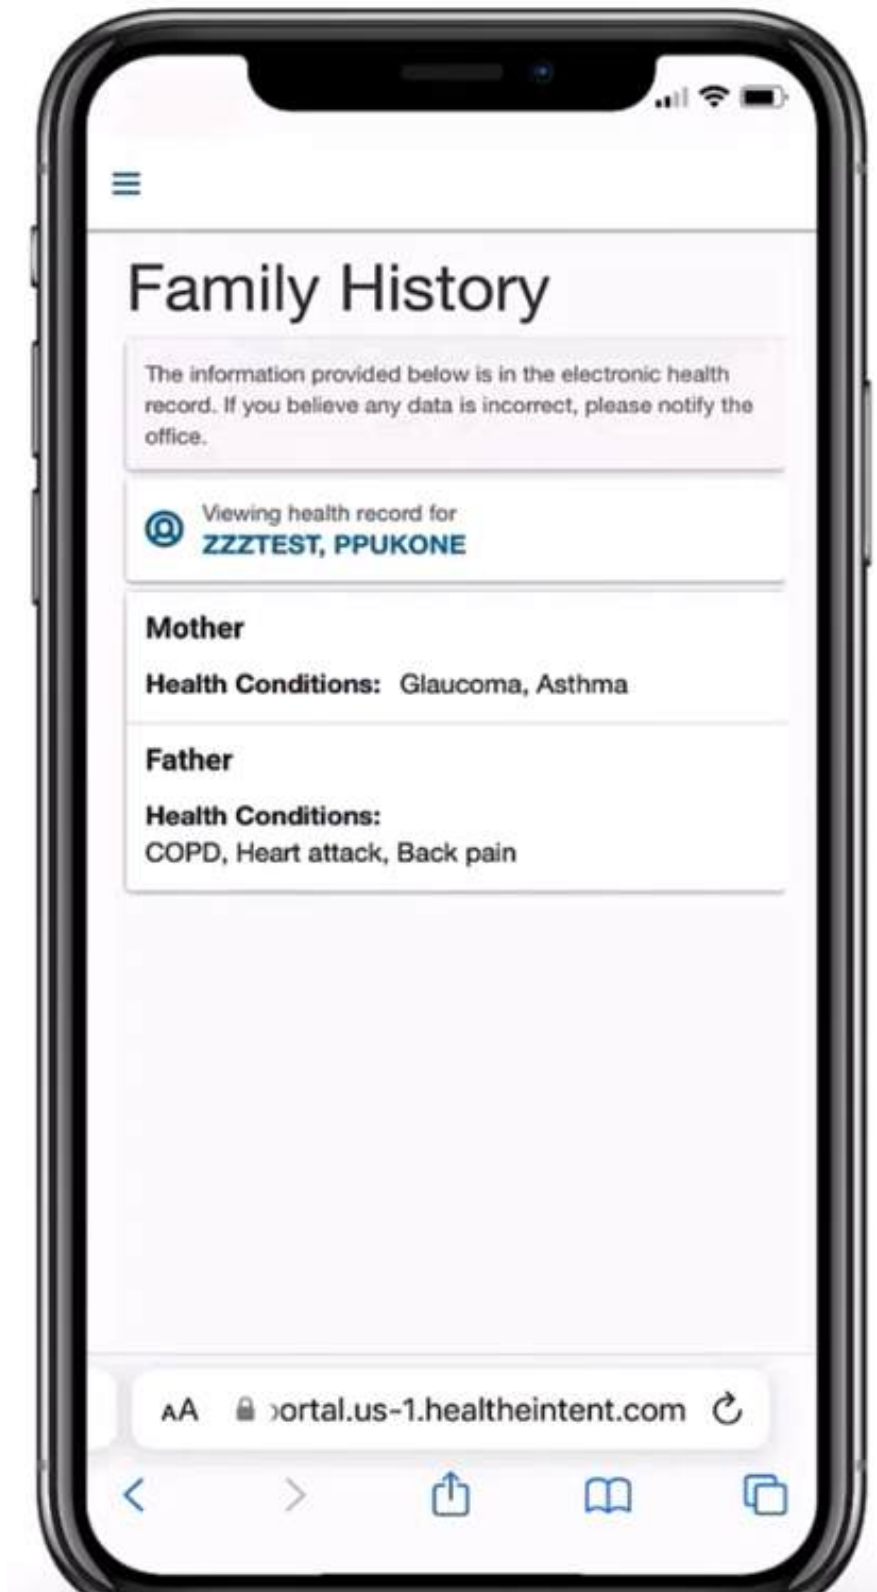 Family History
The information provided below is in the electronic health
record. If you believe any data is incorrect, please notify the
office.
Viewing health record for
ZZZTEST, PPUKONE
Mother
Health Conditions: Glaucoma, Asthma
Father
Health Conditions:
COPD, Heart attack, Back pain
AA ortal.us-1.healtheintent.com